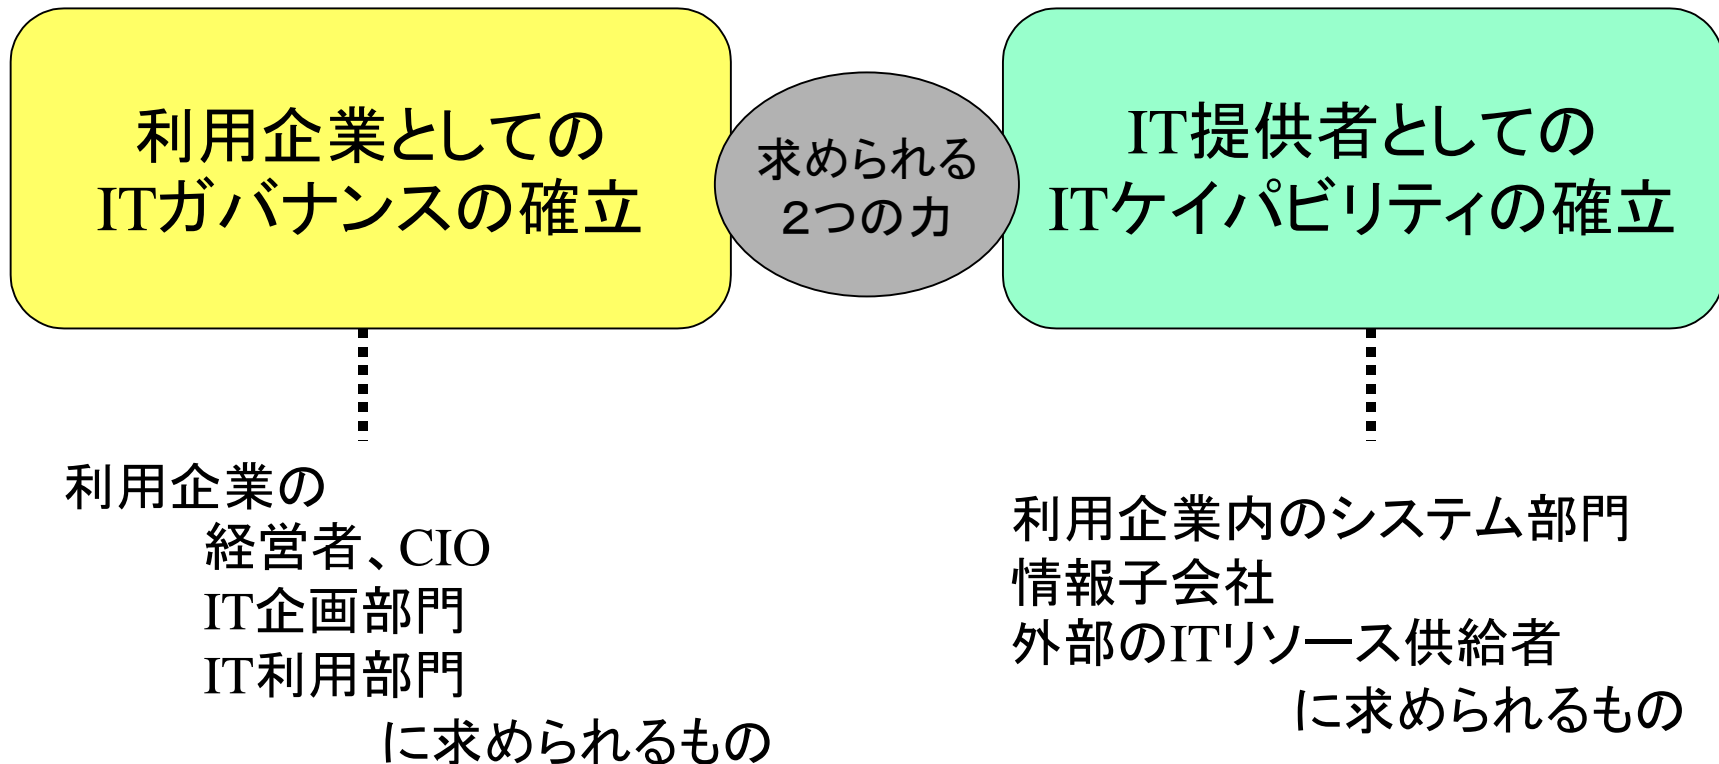 利用企業としての
ITガバナンスの確立
求められる
２つの力
IT提供者としての
ITケイパビリティの確立
利用企業の
経営者、CIO
IT企画部門
IT利用部門
に求められるもの
利用企業内のシステム部門
情報子会社
外部のITリソース供給者
に求められるもの